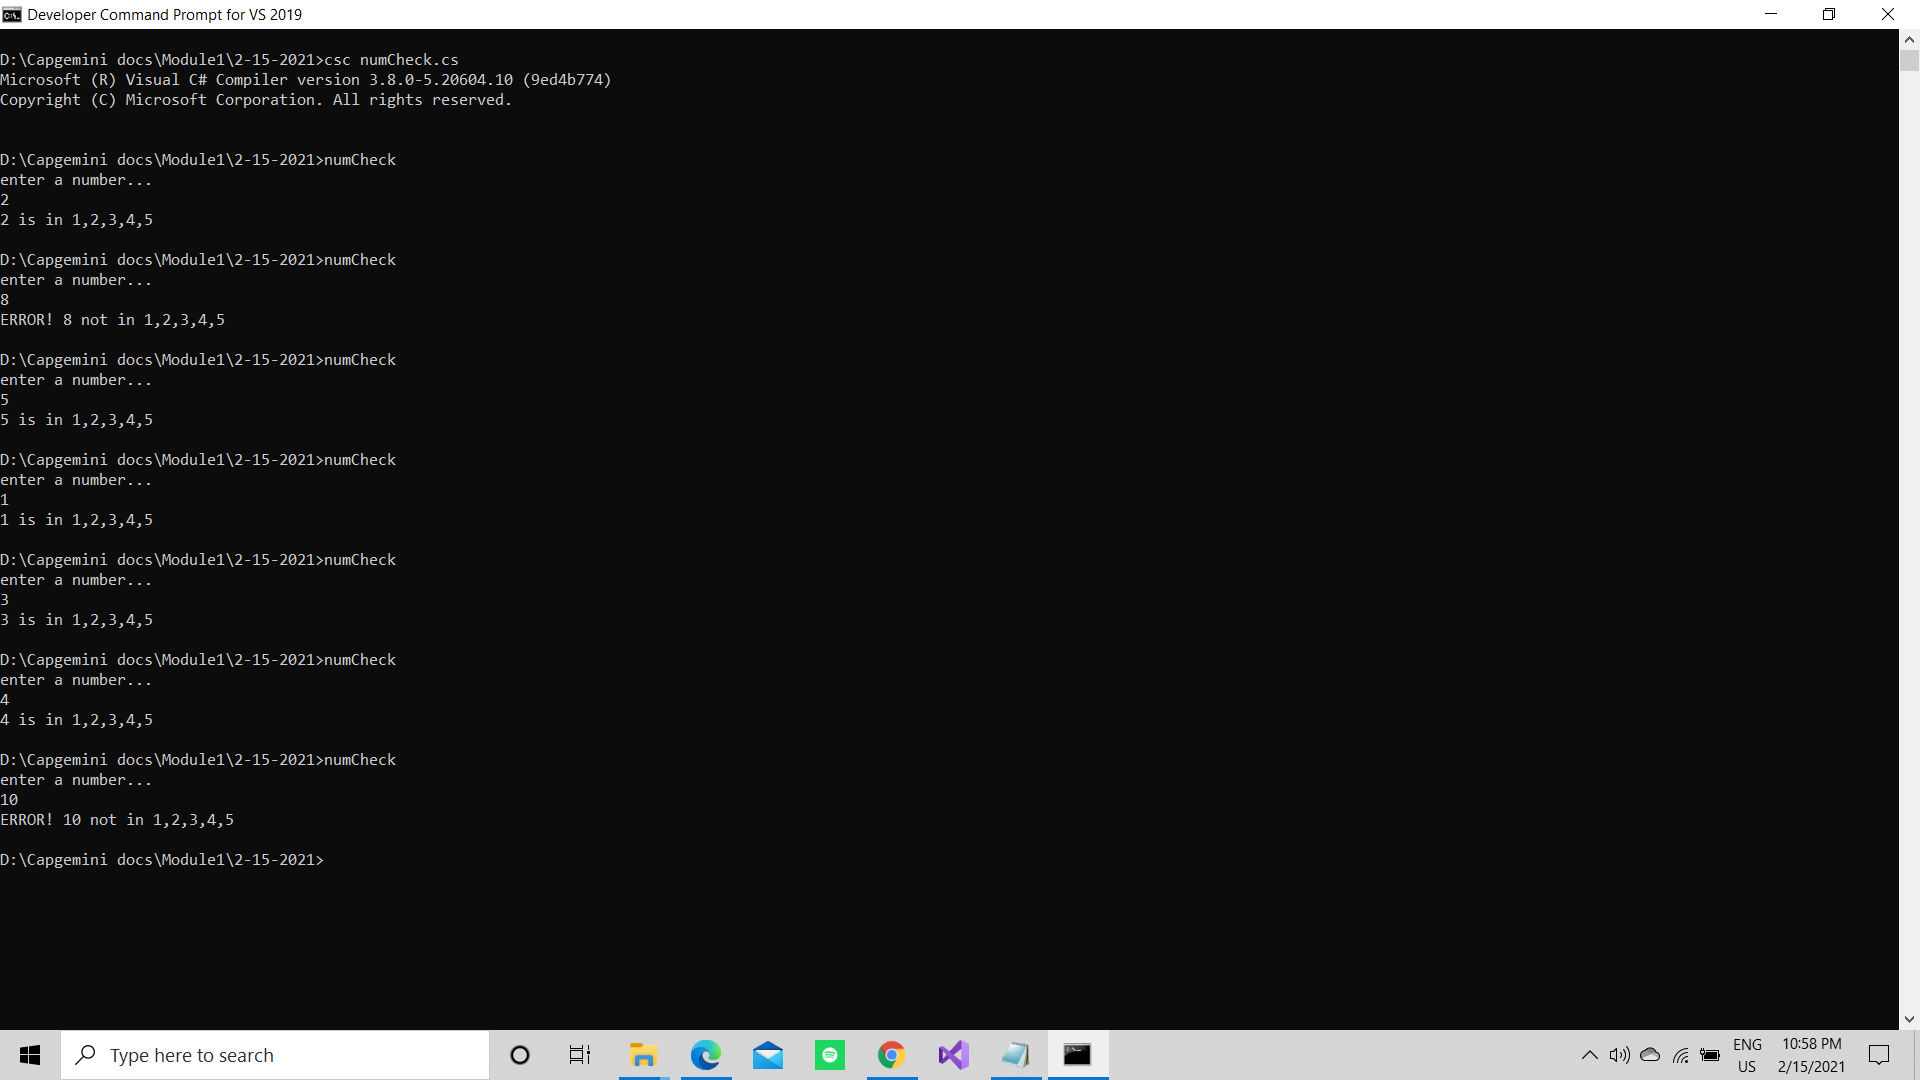 Developer Command Prompt for VS 2019
D:\Capgemini docs\Module1\2-15-2021>csc numCheck.cs
Microsoft (R) Visual C# Compiler version 3.8.0-5.20604.10 (9ed4b774)
Copyright (C) Microsoft Corporation. All rights reserved.
D:\Capgemini docs\Module1\2-15-2021>numCheck
enter a number...
2
2 is in 1,2,3,4,5
D:\Capgemini docs\Module1\2-15-2021>numCheck
enter a number...
8
ERROR! 8 not in 1,2,3,4,5
D:\Capgemini docs\Module1\2-15-2021>numCheck
enter a number...
5
5 is in 1,2,3,4,5
D:\Capgemini docs\Module1\2-15-2021>numCheck
enter a number...
1
1 is in 1,2,3,4,5
D:\Capgemini docs\Module1\2-15-2021>numCheck
enter a number...
3
3 is in 1,2,3,4,5
D:\Capgemini docs\Module1\2-15-2021>numCheck
enter a number...
4
4 is in 1,2,3,4,5
D:\Capgemini docs\Module1\2-15-2021>numCheck
enter a number...
10
ERROR! 10 not in 1,2,3,4,5
D:\Capgemini docs\Module1\2-15-2021>
Type here to search
ENG
US
10:58 PM
2/15/2021